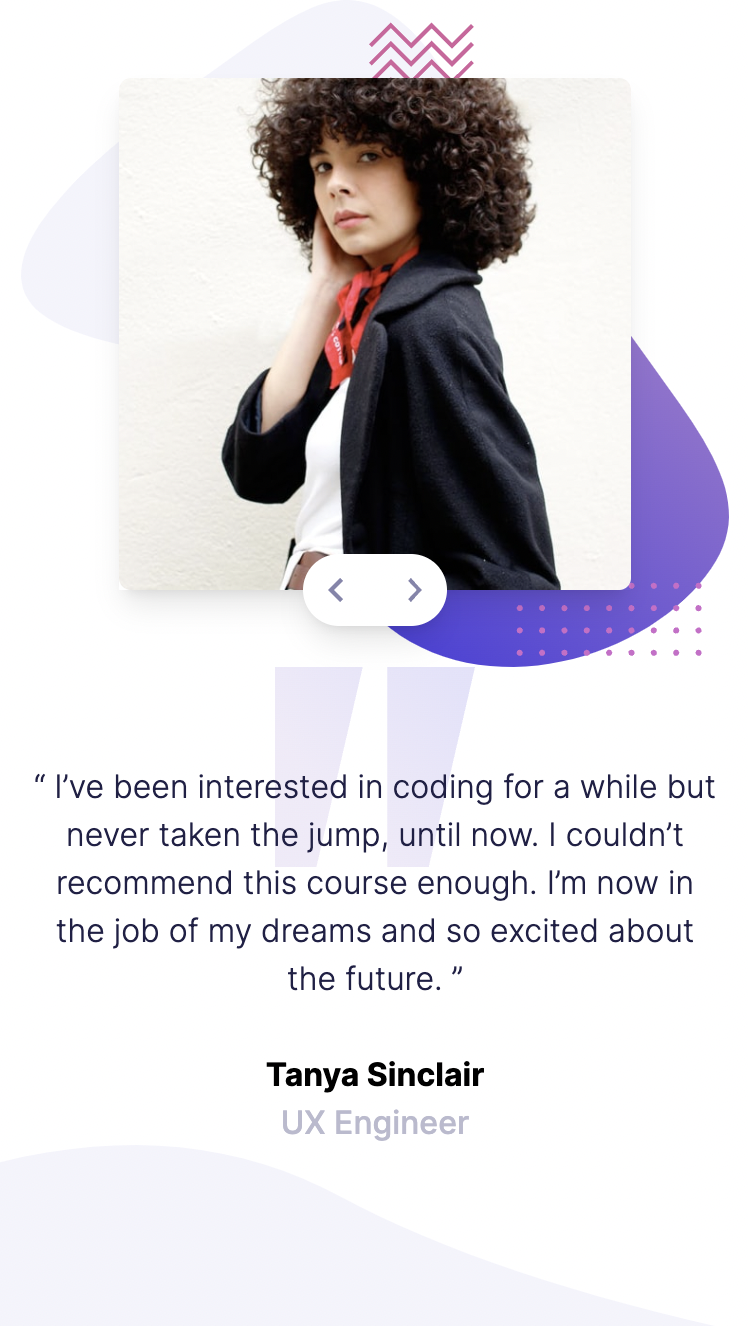 “ I’ve been interested in coding for a while but
never taken the jump, until now. I couldn’t
recommend this course enough. I’m now in
the job of my dreams and so excited about
the future. ”
Tanya Sinclair
UX Engineer